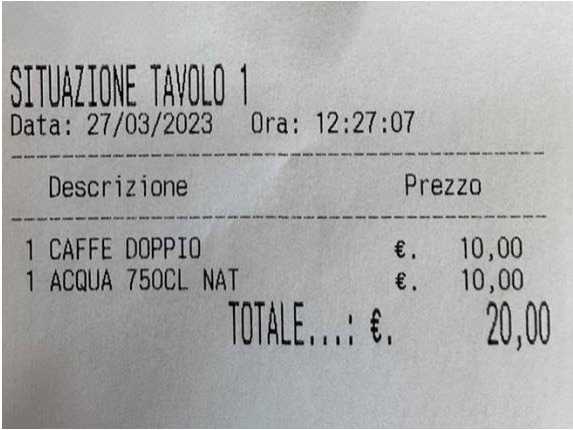 SITUAZIONE TAVOLO 1
Data: 27/03/2023 Ora: 12:27:07
Descrizione Prezzo
1 CAFFE DOPPIO €. 10,00
1 ACQUA 750CL NAT €. 10,00
TOTALE...: €. 20,00